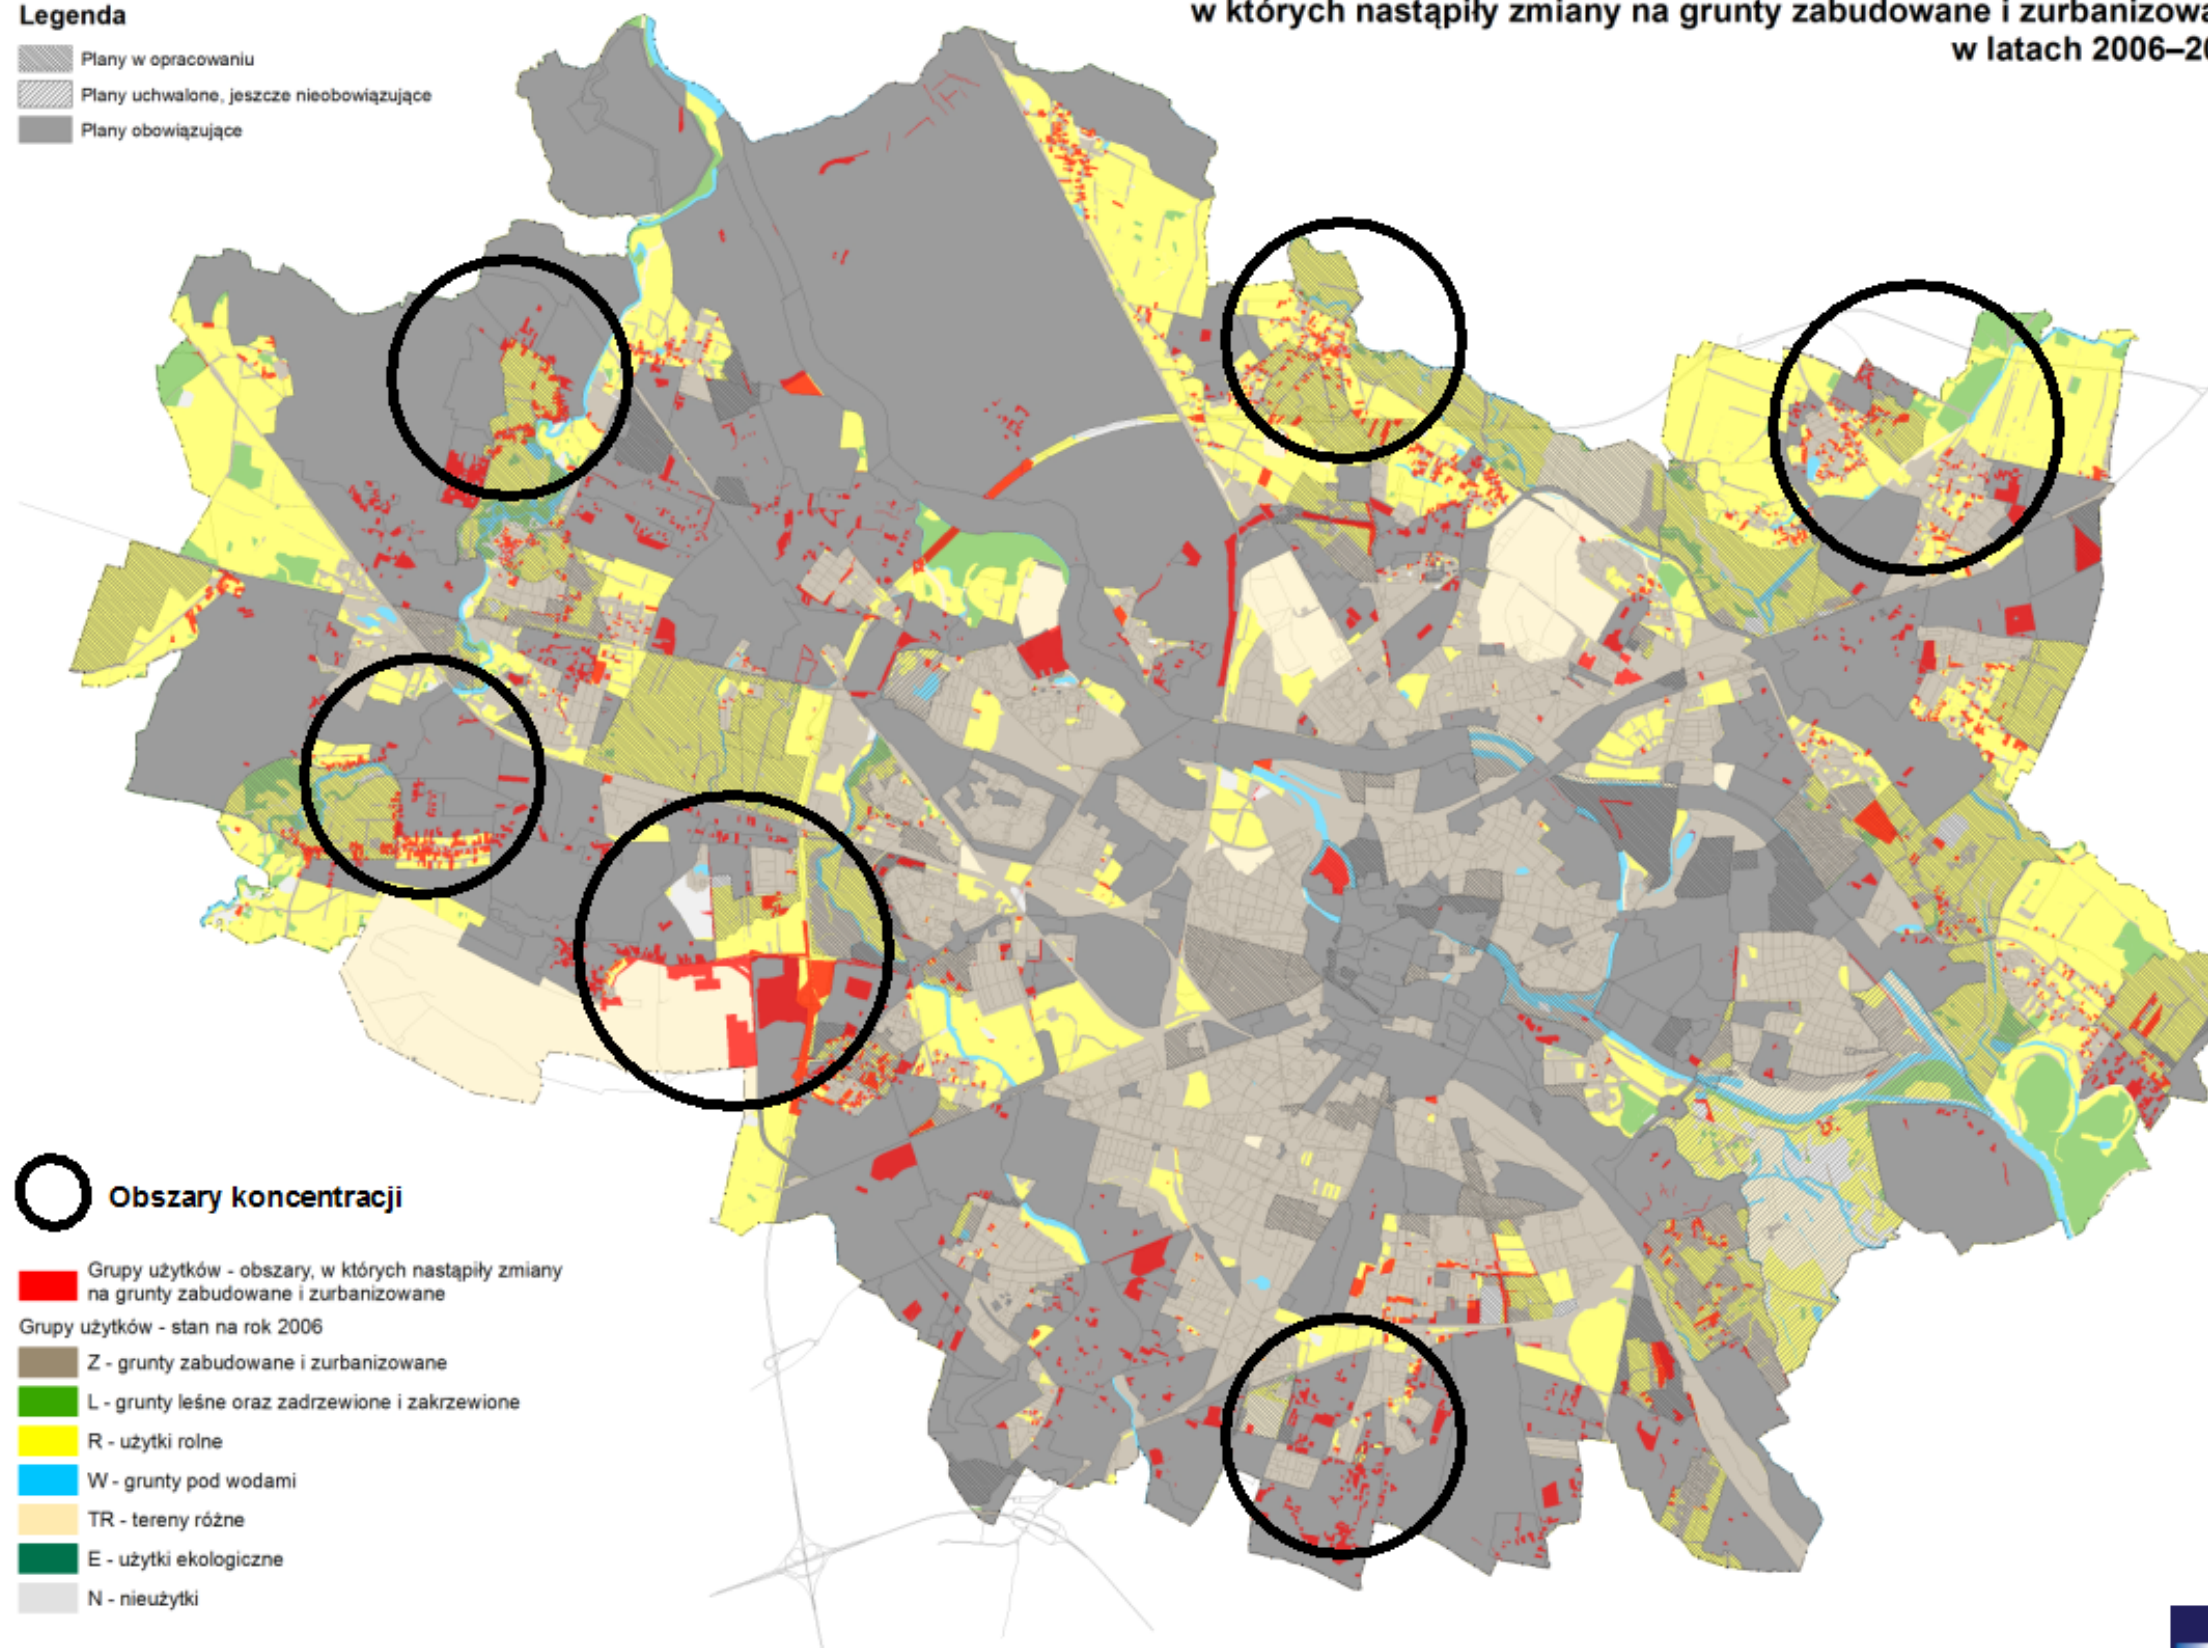 w których nastąpiły zmiany na grunty zabudowane i zurbanizowa
w latach 2006–20
Legenda
Plany w opracowaniu
Plany uchwalone, jeszcze nieobowiązujące
Plany obowiązujące
Obszary koncentracji
Grupy użytków - obszary, w których nastąpiły zmiany
na grunty zabudowane i zurbanizowane
Grupy użytków - stan na rok 2006
Z - grunty zabudowane i zurbanizowane
L - grunty leśne oraz zadrzewione i zakrzewione
R - użytki rolne
W - grunty pod wodami
TR - tereny różne
E - użytki ekologiczne
N - nieużytki